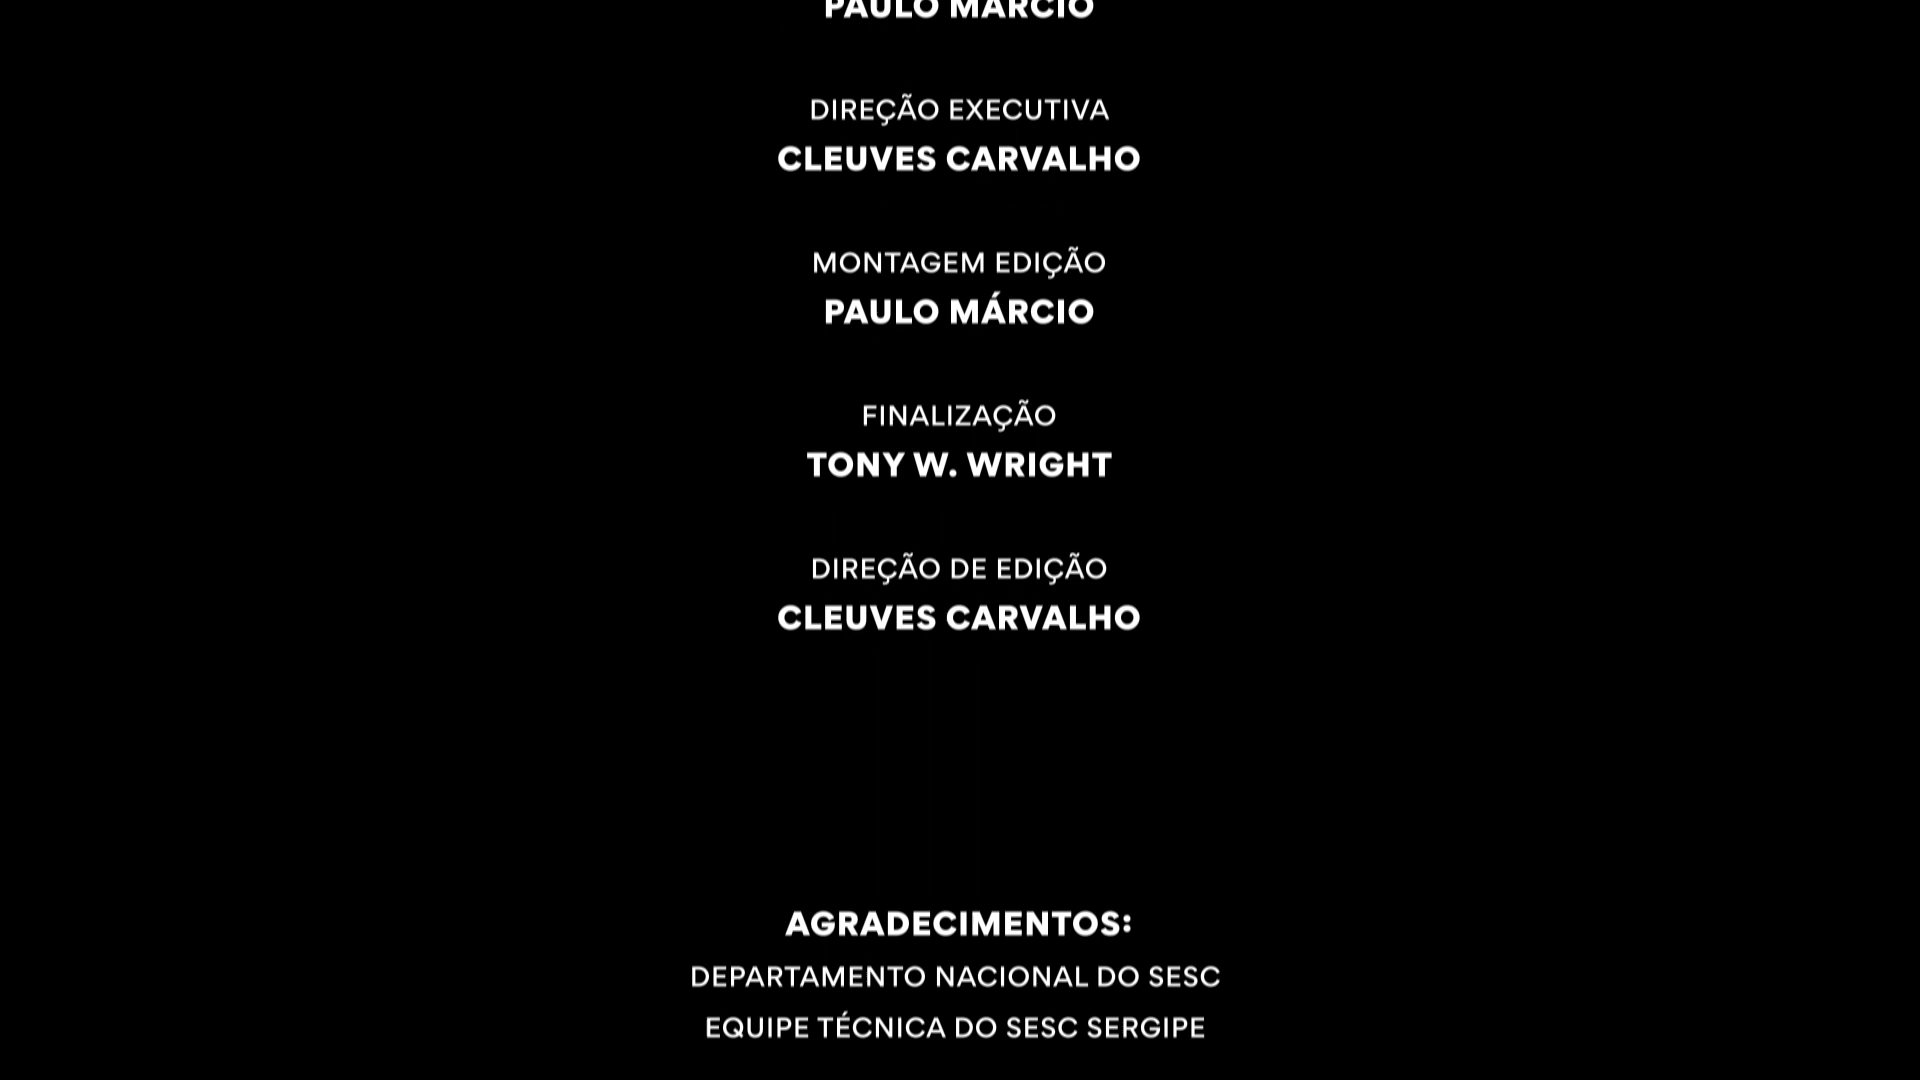 PAULO MÁRCIO
DIREÇÃO EXECUTIVA
CLEUVES CARVALHO
MONTAGEM EDIÇÃO
PAULO MÁRCIO
FINALIZAÇÃO
TONY W. WRIGHT
DIREÇÃO DE EDIÇÃO
CLEUVES CARVALHO
AGRADECIMENTOS:
DEPARTAMENTO NACIONAL DO SESC
EQUIPE TÉCNICA DO SESC SERGIPE